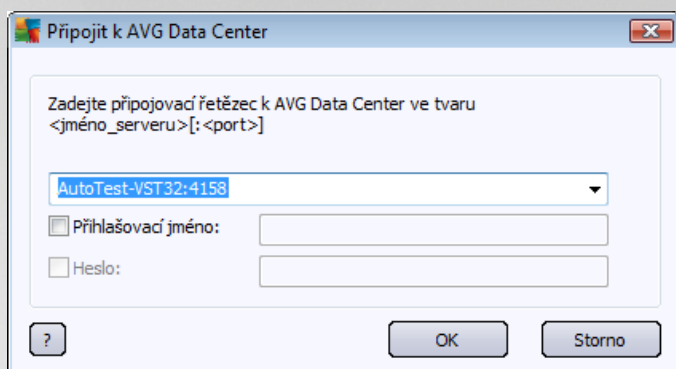 Připojit k AVG Data Center
Zadejte připojovací řetězec k AVG Data Center ve tvaru
<jméno_serveru>[:<port>]
AutoTest-VST32:4158
Přihlašovací jméno:
Heslo:
?
OK
Storno